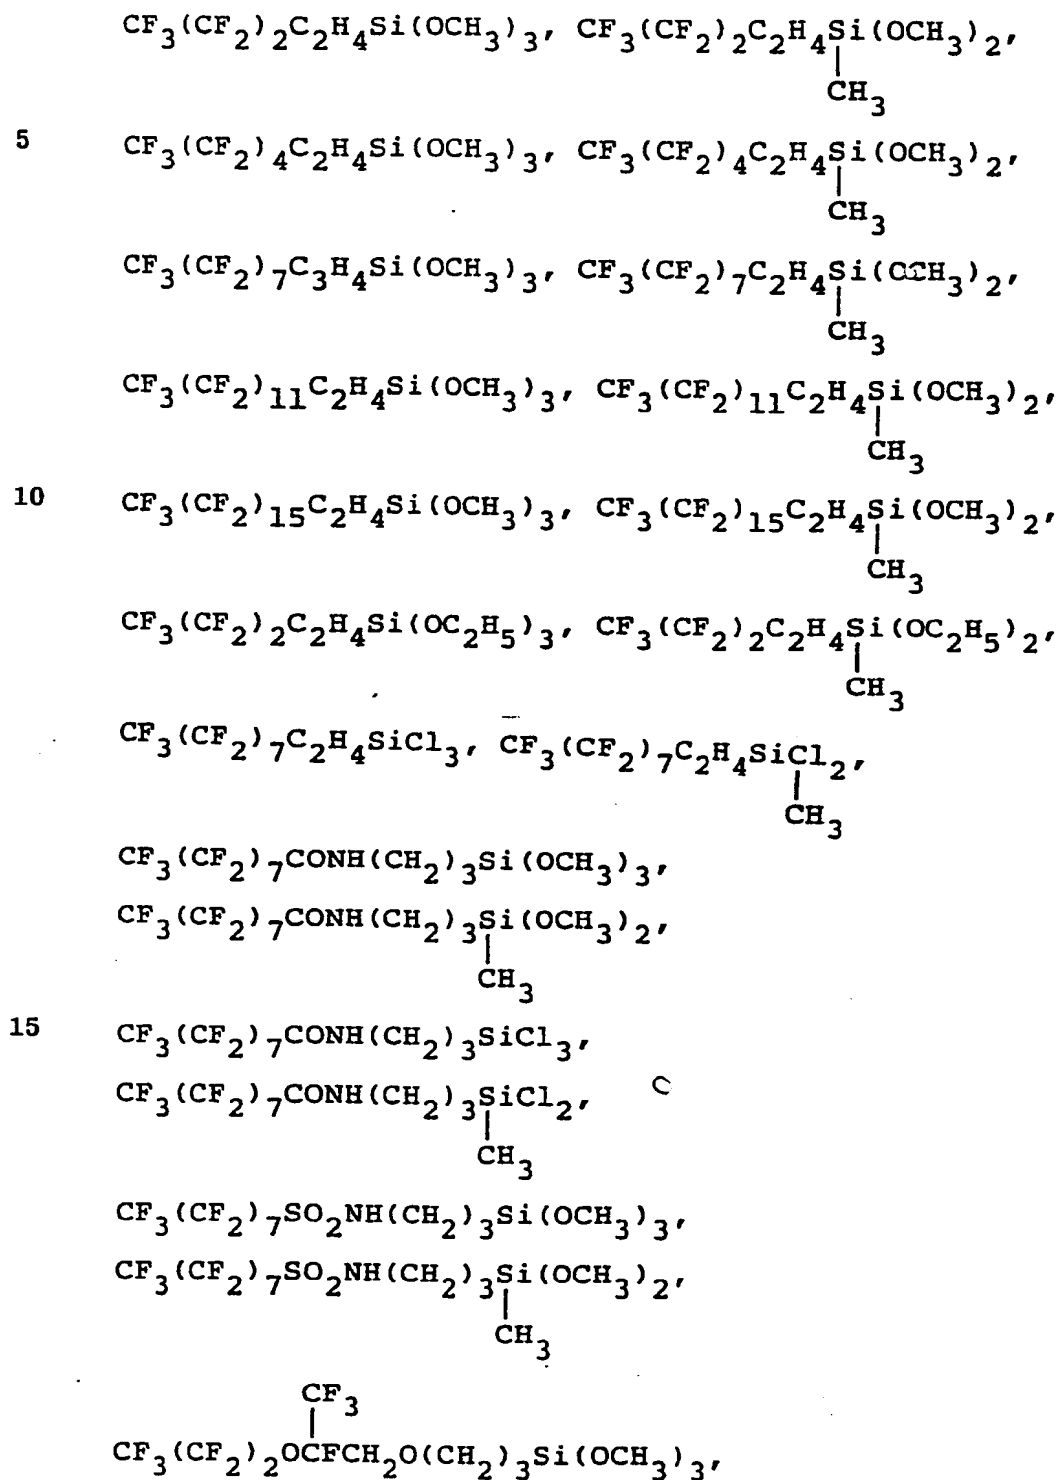 CF₃(CF₂)₂C₂H₄Si(OCH₃)₃, CF₃(CF₂)₂C₂H₄Si(OCH₃)₂,
CH₃
5 CF₃(CF₂)₄C₂H₄Si(OCH₃)₃, CF₃(CF₂)₄C₂H₄Si(OCH₃)₂,
CH₃
CF₃(CF₂)₇C₃H₄Si(OCH₃)₃, CF₃(CF₂)₇C₂H₄Si(OCH₃)₂,
CH₃
CF₃(CF₂)₁₁C₂H₄Si(OCH₃)₃, CF₃(CF₂)₁₁C₂H₄Si(OCH₃)₂,
CH₃
10 CF₃(CF₂)₁₅C₂H₄Si(OCH₃)₃, CF₃(CF₂)₁₅C₂H₄Si(OCH₃)₂,
CH₃
CF₃(CF₂)₂C₂H₄Si(OC₂H₅)₃, CF₃(CF₂)₂C₂H₄Si(OC₂H₅)₂,
CH₃
CF₃(CF₂)₇C₂H₄SiCl₃, CF₃(CF₂)₇C₂H₄SiCl₂,
CH₃
CF₃(CF₂)₇CONH(CH₂)₃Si(OCH₃)₃,
CF₃(CF₂)₇CONH(CH₂)₃Si(OCH₃)₂,
CH₃
15 CF₃(CF₂)₇CONH(CH₂)₃SiCl₃,
CF₃(CF₂)₇CONH(CH₂)₃SiCl₂,
CH₃
CF₃(CF₂)₇SO₂NH(CH₂)₃Si(OCH₃)₃,
CF₃(CF₂)₇SO₂NH(CH₂)₃Si(OCH₃)₂,
CH₃
CF₃
CF₃(CF₂)₂OCFCH₂O(CH₂)₃Si(OCH₃)₃,